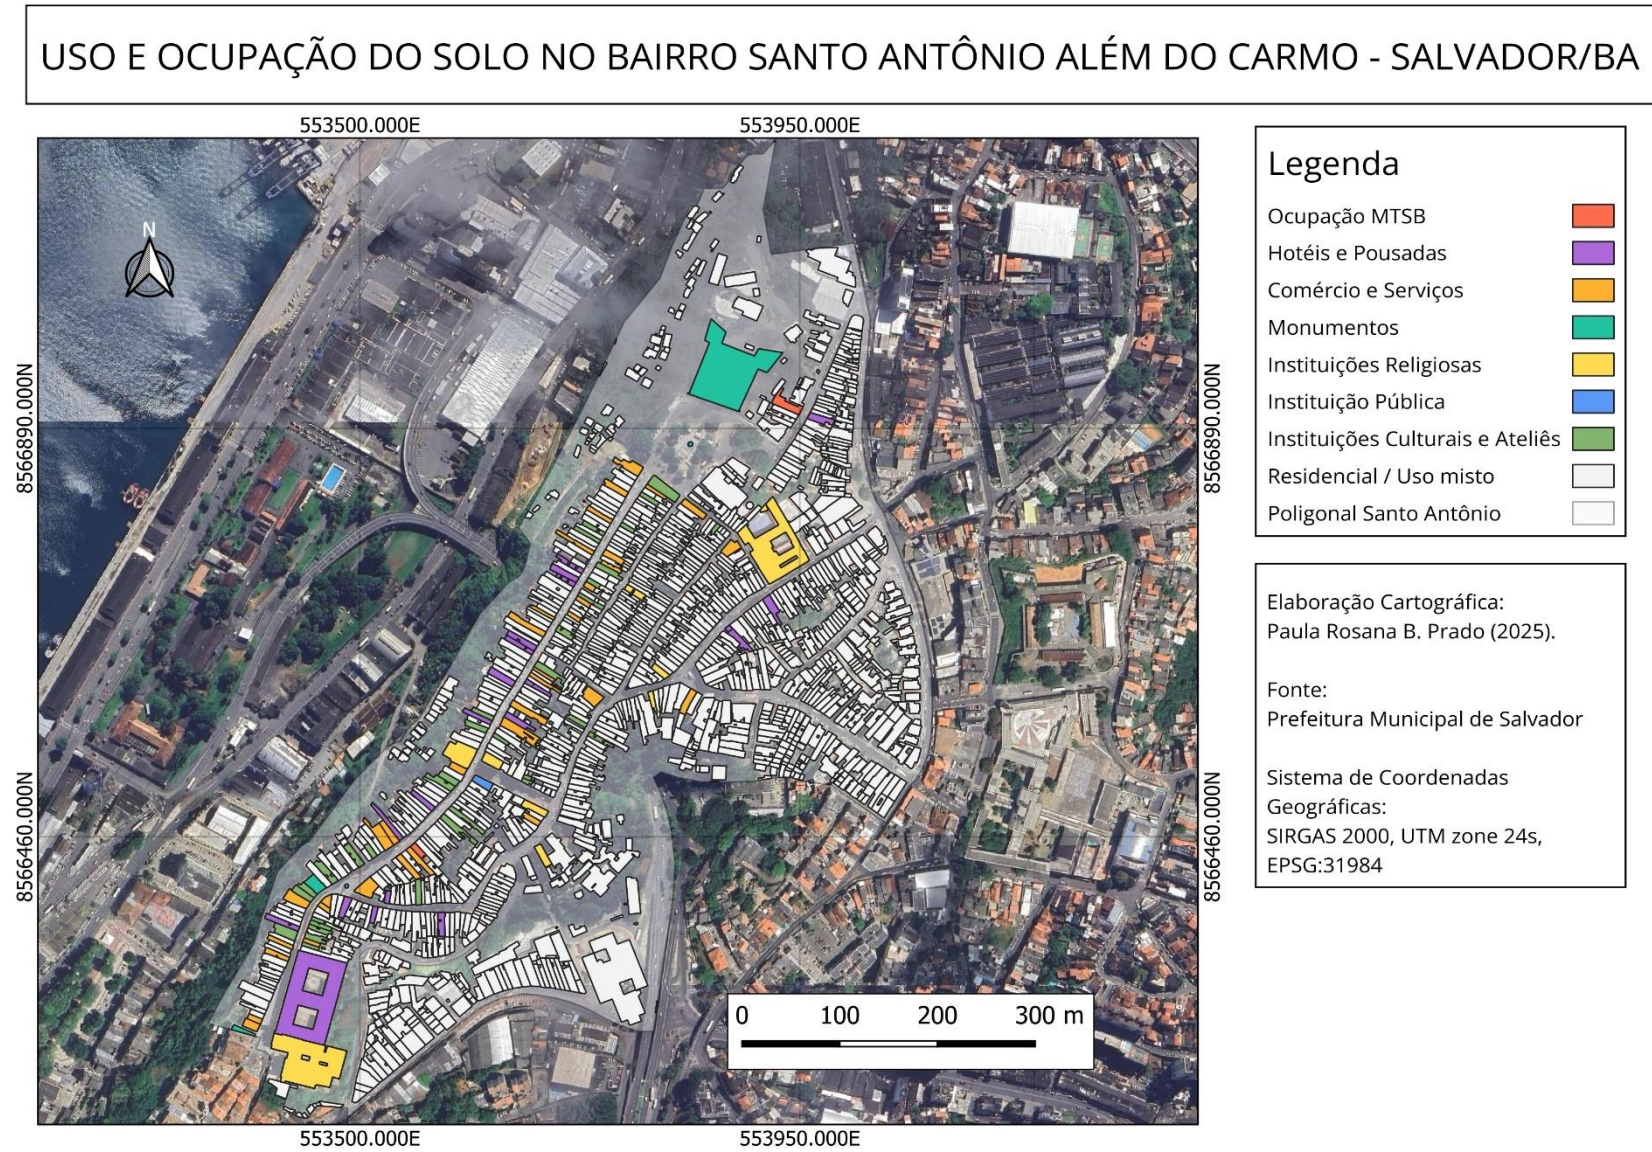 USO E OCUPAÇÃO DO SOLO NO BAIRRO SANTO ANTÔNIO ALÉM DO CARMO - SALVADOR/BA
553500.000E
553950.000E
N
8566890.000N
8566890.000N
8566460.000N
8566460.000N
0 100 200 300 m
553500.000E
553950.000E
Legenda
Ocupação MTSB
Hotéis e Pousadas
Comércio e Serviços
Monumentos
Instituições Religiosas
Instituição Pública
Instituições Culturais e Ateliês
Residencial / Uso misto
Poligonal Santo Antônio
Elaboração Cartográfica:
Paula Rosana B. Prado (2025).
Fonte:
Prefeitura Municipal de Salvador
Sistema de Coordenadas
Geográficas:
SIRGAS 2000, UTM zone 24s,
EPSG:31984